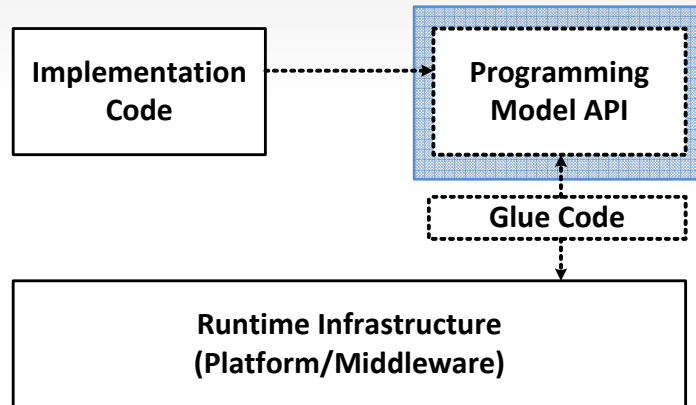 Implementation
Code
Programming
Model API
Glue Code
Runtime Infrastructure
(Platform/Middleware)